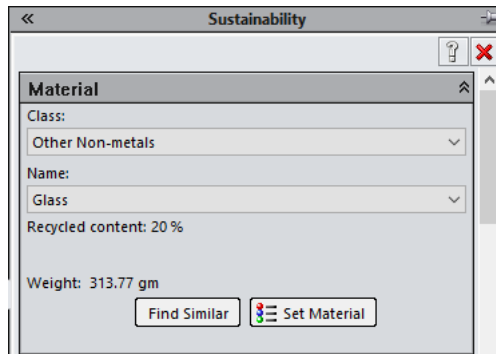 Sustainability
Material
Class:
Other Non-metals
Name:
Glass
Recycled content: 20 %
Weight: 313.77 gm
Find Similar
Set Material